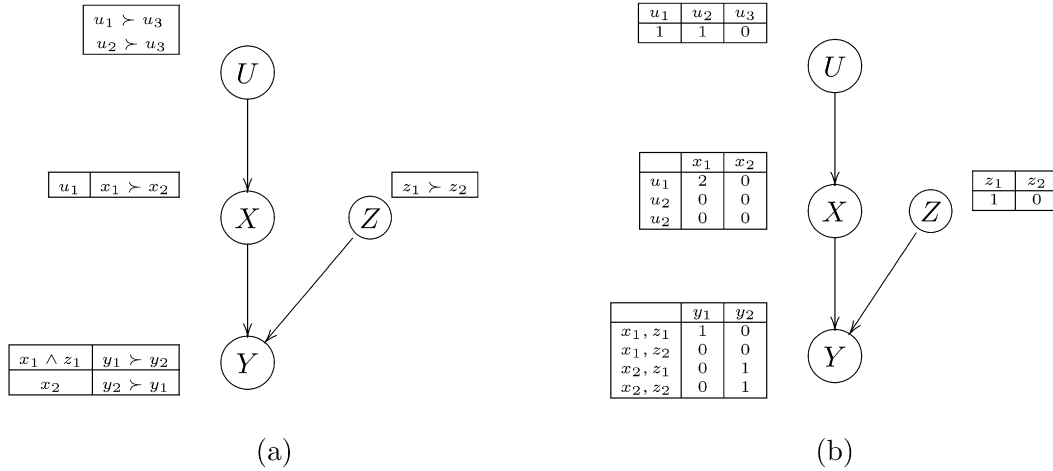 u₁ ≻ u₃
u₂ ≻ u₃
U
u₁ x₁ ≻ x₂
X
z₁ ≻ z₂
Z
x₁ ∧ z₁ y₁ ≻ y₂
x₂ y₂ ≻ y₁
Y
(a)
u₁ u₂ u₃
1 1 0
U
x₁ x₂
u₁ 2 0
u₂ 0 0
u₂ 0 0
X
z₁ z₂
1 0
Z
y₁ y₂
x₁, z₁ 1 0
x₁, z₂ 0 0
x₂, z₁ 0 1
x₂, z₂ 0 1
Y
(b)